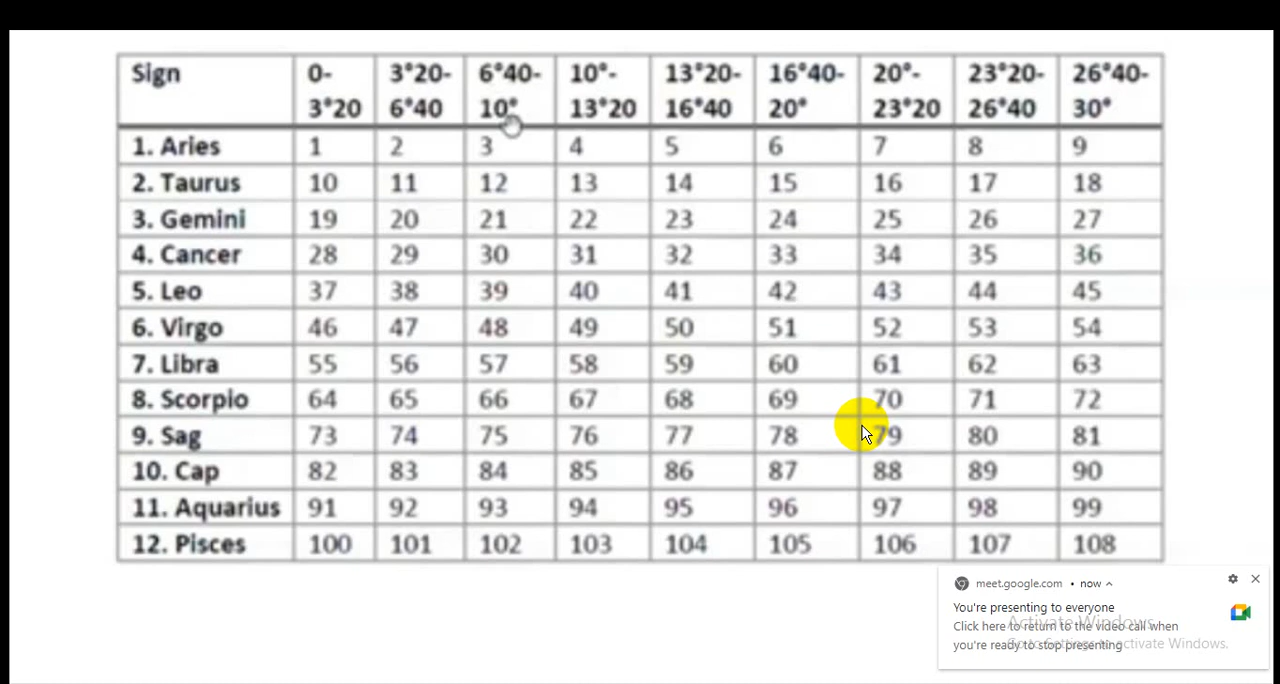 Sign 0- 3°20- 6°40- 10°- 13°20- 16°40- 20°- 23°20- 26°40-
3°20 6°40 10° 13°20 16°40 20° 23°20 26°40 30°
1. Aries 1 2 3 4 5 6 7 8 9
2. Taurus 10 11 12 13 14 15 16 17 18
3. Gemini 19 20 21 22 23 24 25 26 27
4. Cancer 28 29 30 31 32 33 34 35 36
5. Leo 37 38 39 40 41 42 43 44 45
6. Virgo 46 47 48 49 50 51 52 53 54
7. Libra 55 56 57 58 59 60 61 62 63
8. Scorpio 64 65 66 67 68 69 70 71 72
9. Sag 73 74 75 76 77 78 79 80 81
10. Cap 82 83 84 85 86 87 88 89 90
11. Aquarius 91 92 93 94 95 96 97 98 99
12. Pisces 100 101 102 103 104 105 106 107 108
meet.google.com • now
You're presenting to everyone
Activate Windows
Click here to return to the video call when
Go to Settings to activate Windows.
you're ready to stop presenting